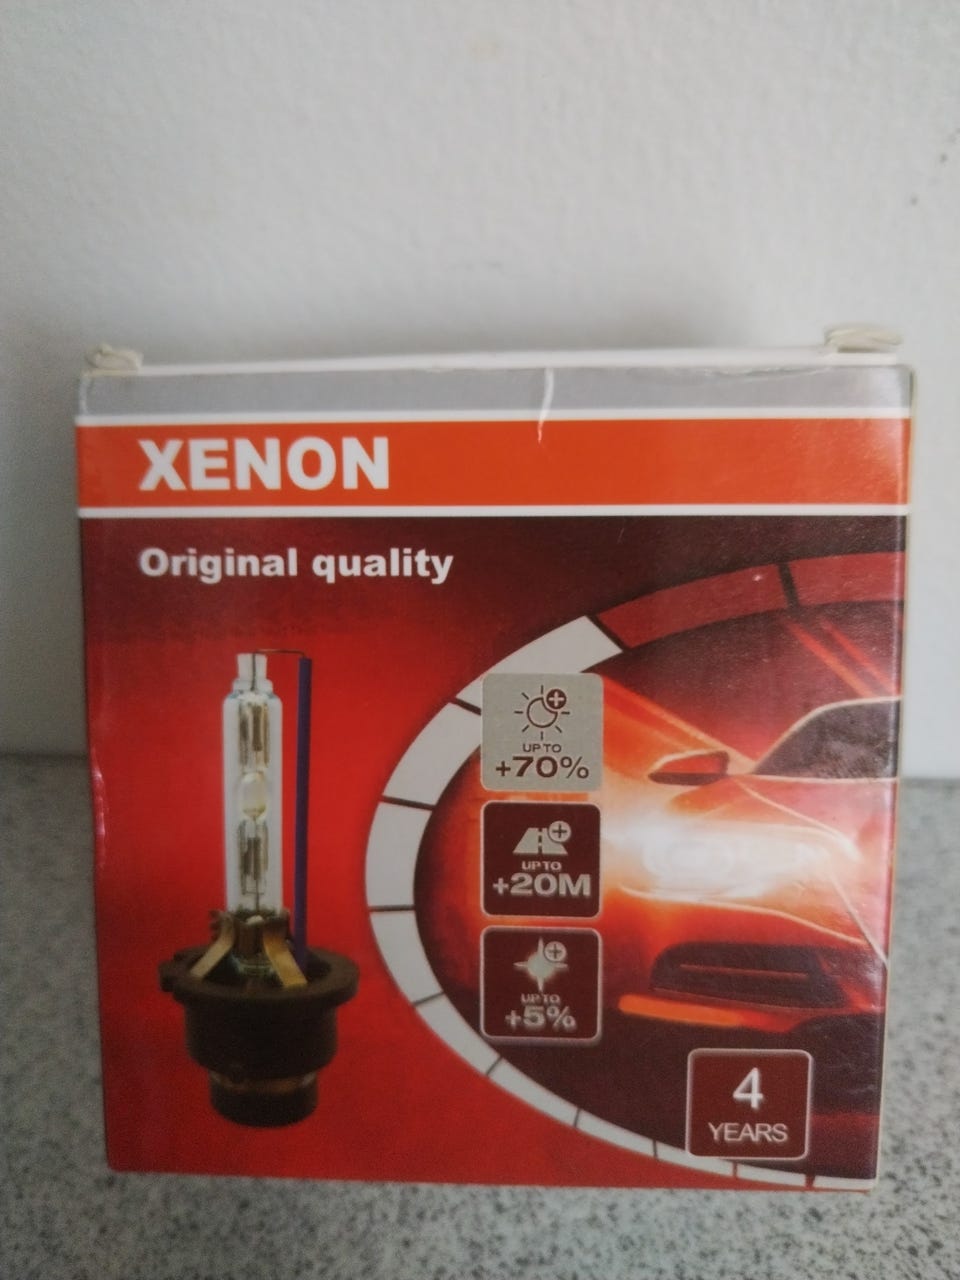 XENON
Original quality
UP TO
+70%
UP TO
+20M
UP TO
+5%
4
YEARS